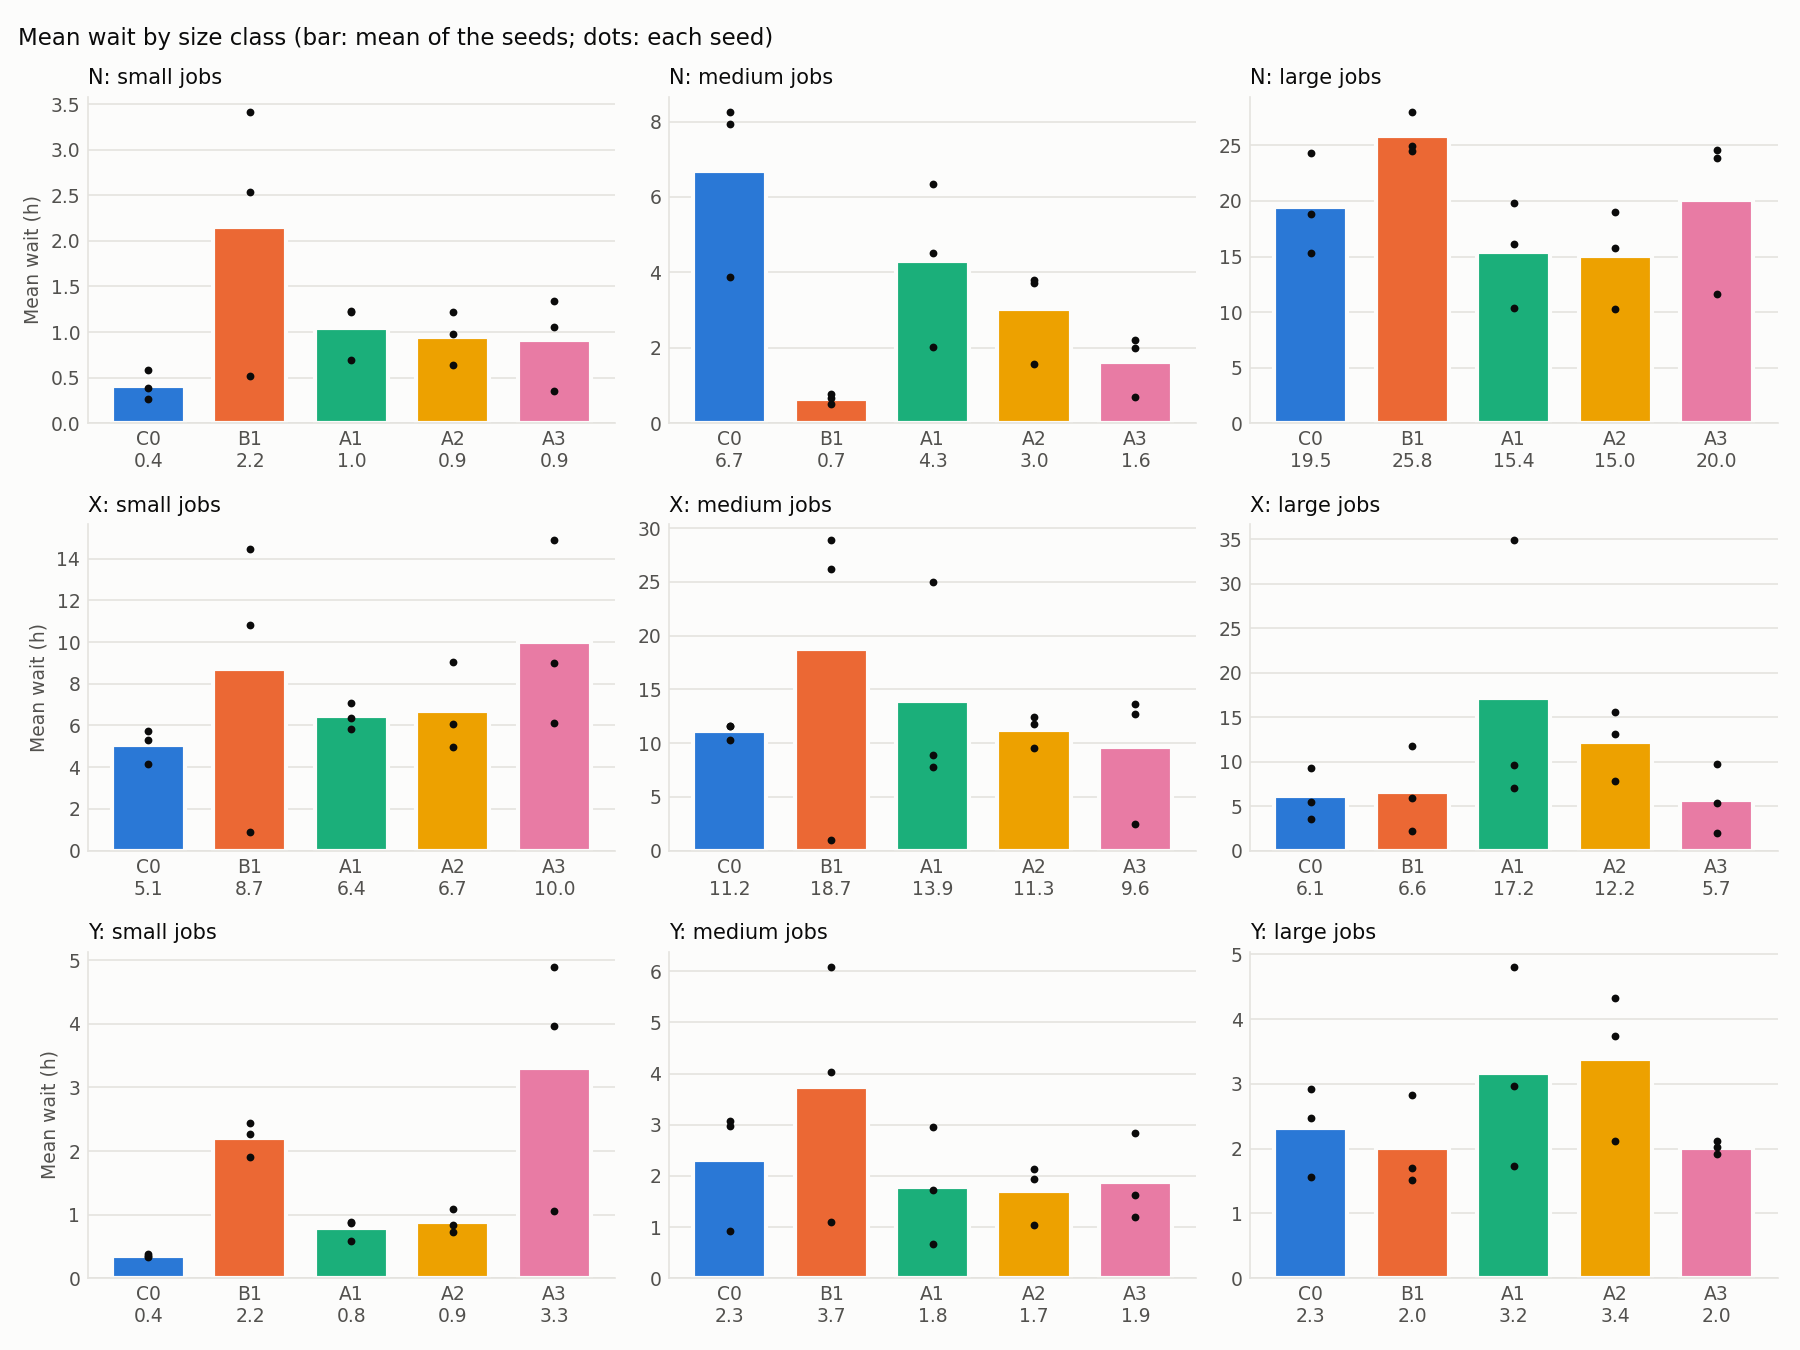 Mean wait by size class (bar: mean of the seeds; dots: each seed)
N: small jobs
Mean wait (h)
3.5
3.0
2.5
2.0
1.5
1.0
0.5
0.0
C0 B1 A1 A2 A3
0.4 2.2 1.0 0.9 0.9
N: medium jobs
8
6
4
2
0
C0 B1 A1 A2 A3
6.7 0.7 4.3 3.0 1.6
N: large jobs
25
20
15
10
5
0
C0 B1 A1 A2 A3
19.5 25.8 15.4 15.0 20.0
X: small jobs
Mean wait (h)
14
12
10
8
6
4
2
0
C0 B1 A1 A2 A3
5.1 8.7 6.4 6.7 10.0
X: medium jobs
30
25
20
15
10
5
0
C0 B1 A1 A2 A3
11.2 18.7 13.9 11.3 9.6
X: large jobs
35
30
25
20
15
10
5
0
C0 B1 A1 A2 A3
6.1 6.6 17.2 12.2 5.7
Y: small jobs
Mean wait (h)
5
4
3
2
1
0
C0 B1 A1 A2 A3
0.4 2.2 0.8 0.9 3.3
Y: medium jobs
6
5
4
3
2
1
0
C0 B1 A1 A2 A3
2.3 3.7 1.8 1.7 1.9
Y: large jobs
5
4
3
2
1
0
C0 B1 A1 A2 A3
2.3 2.0 3.2 3.4 2.0